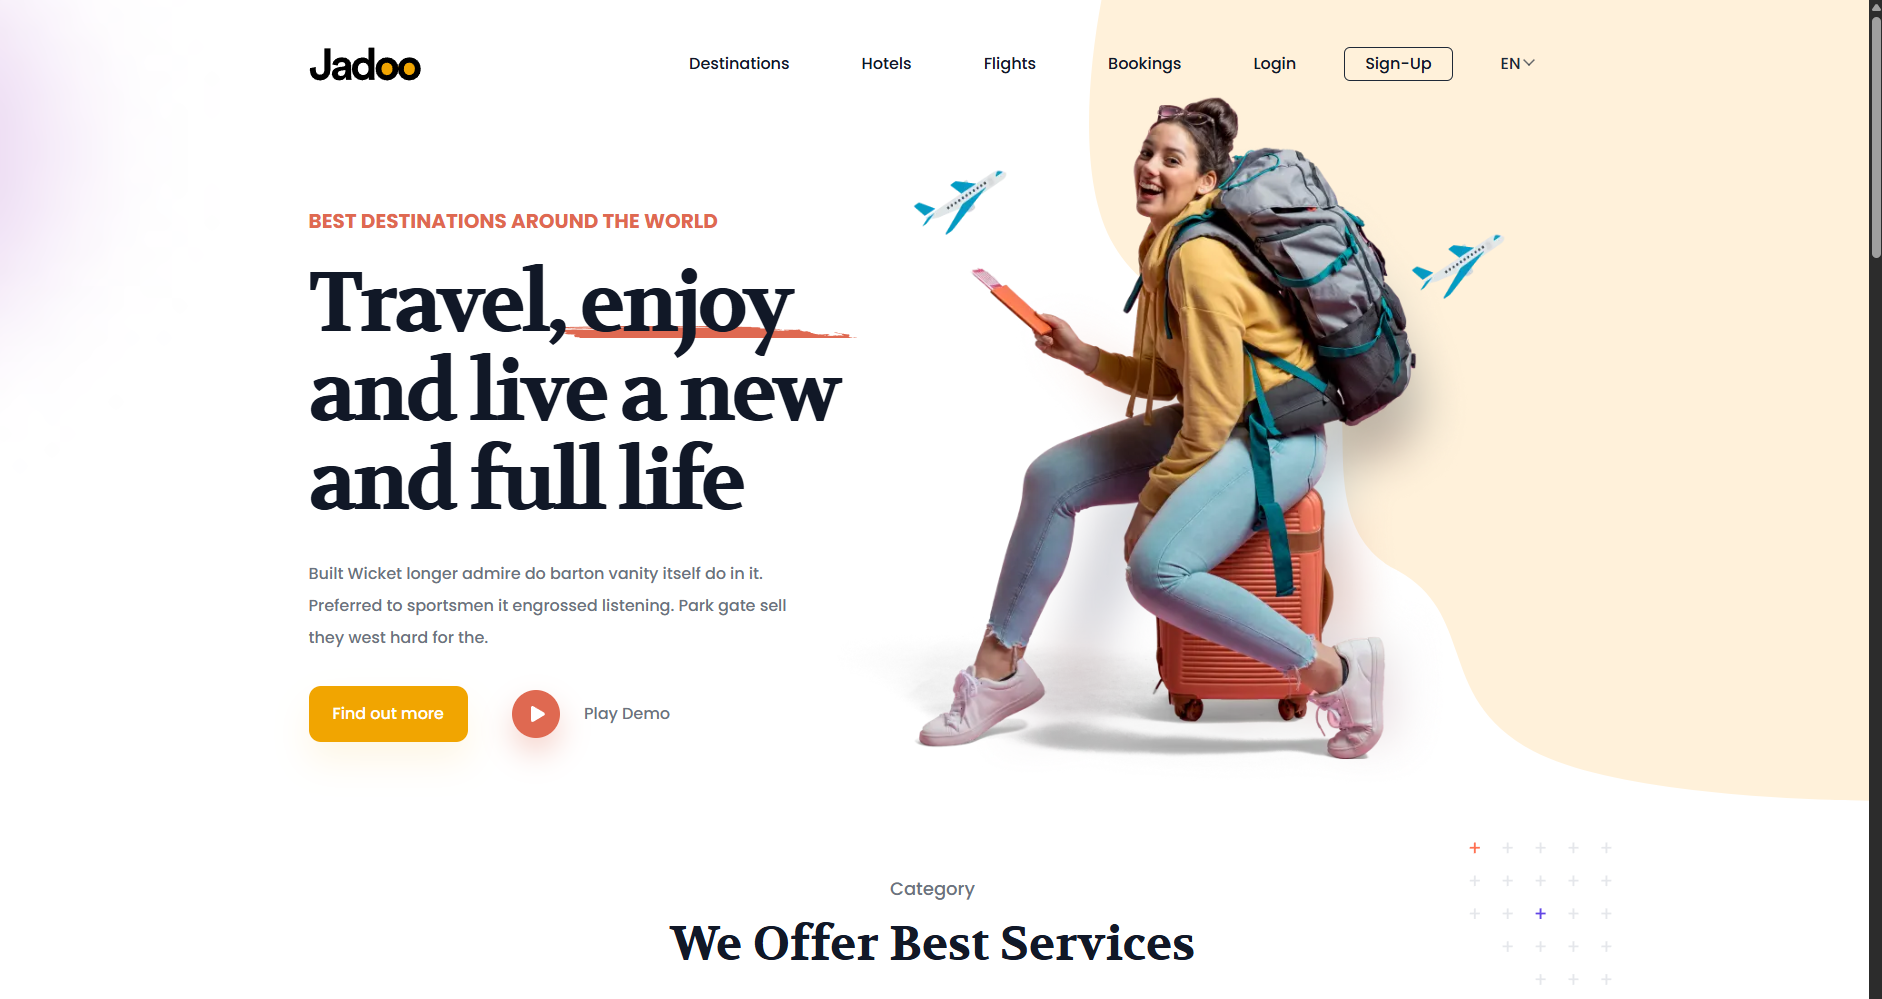 Jadoo
Destinations
Hotels
Flights
Bookings
Login
Sign-Up
EN
BEST DESTINATIONS AROUND THE WORLD
Travel, enjoy
and live a new
and full life
Built Wicket longer admire do barton vanity itself do in it.
Preferred to sportsmen it engrossed listening. Park gate sell
they west hard for the.
Find out more
Play Demo
Category
We Offer Best Services